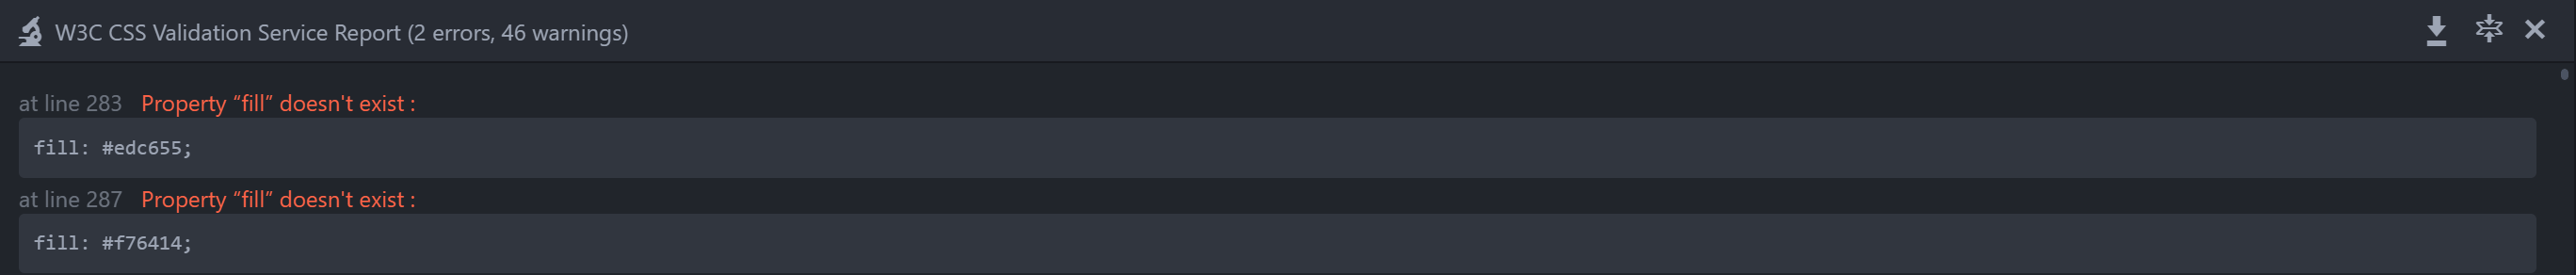 W3C CSS Validation Service Report (2 errors, 46 warnings)
at line 283 Property “fill” doesn't exist :
fill: #edc655;
at line 287 Property “fill” doesn't exist :
fill: #f76414;